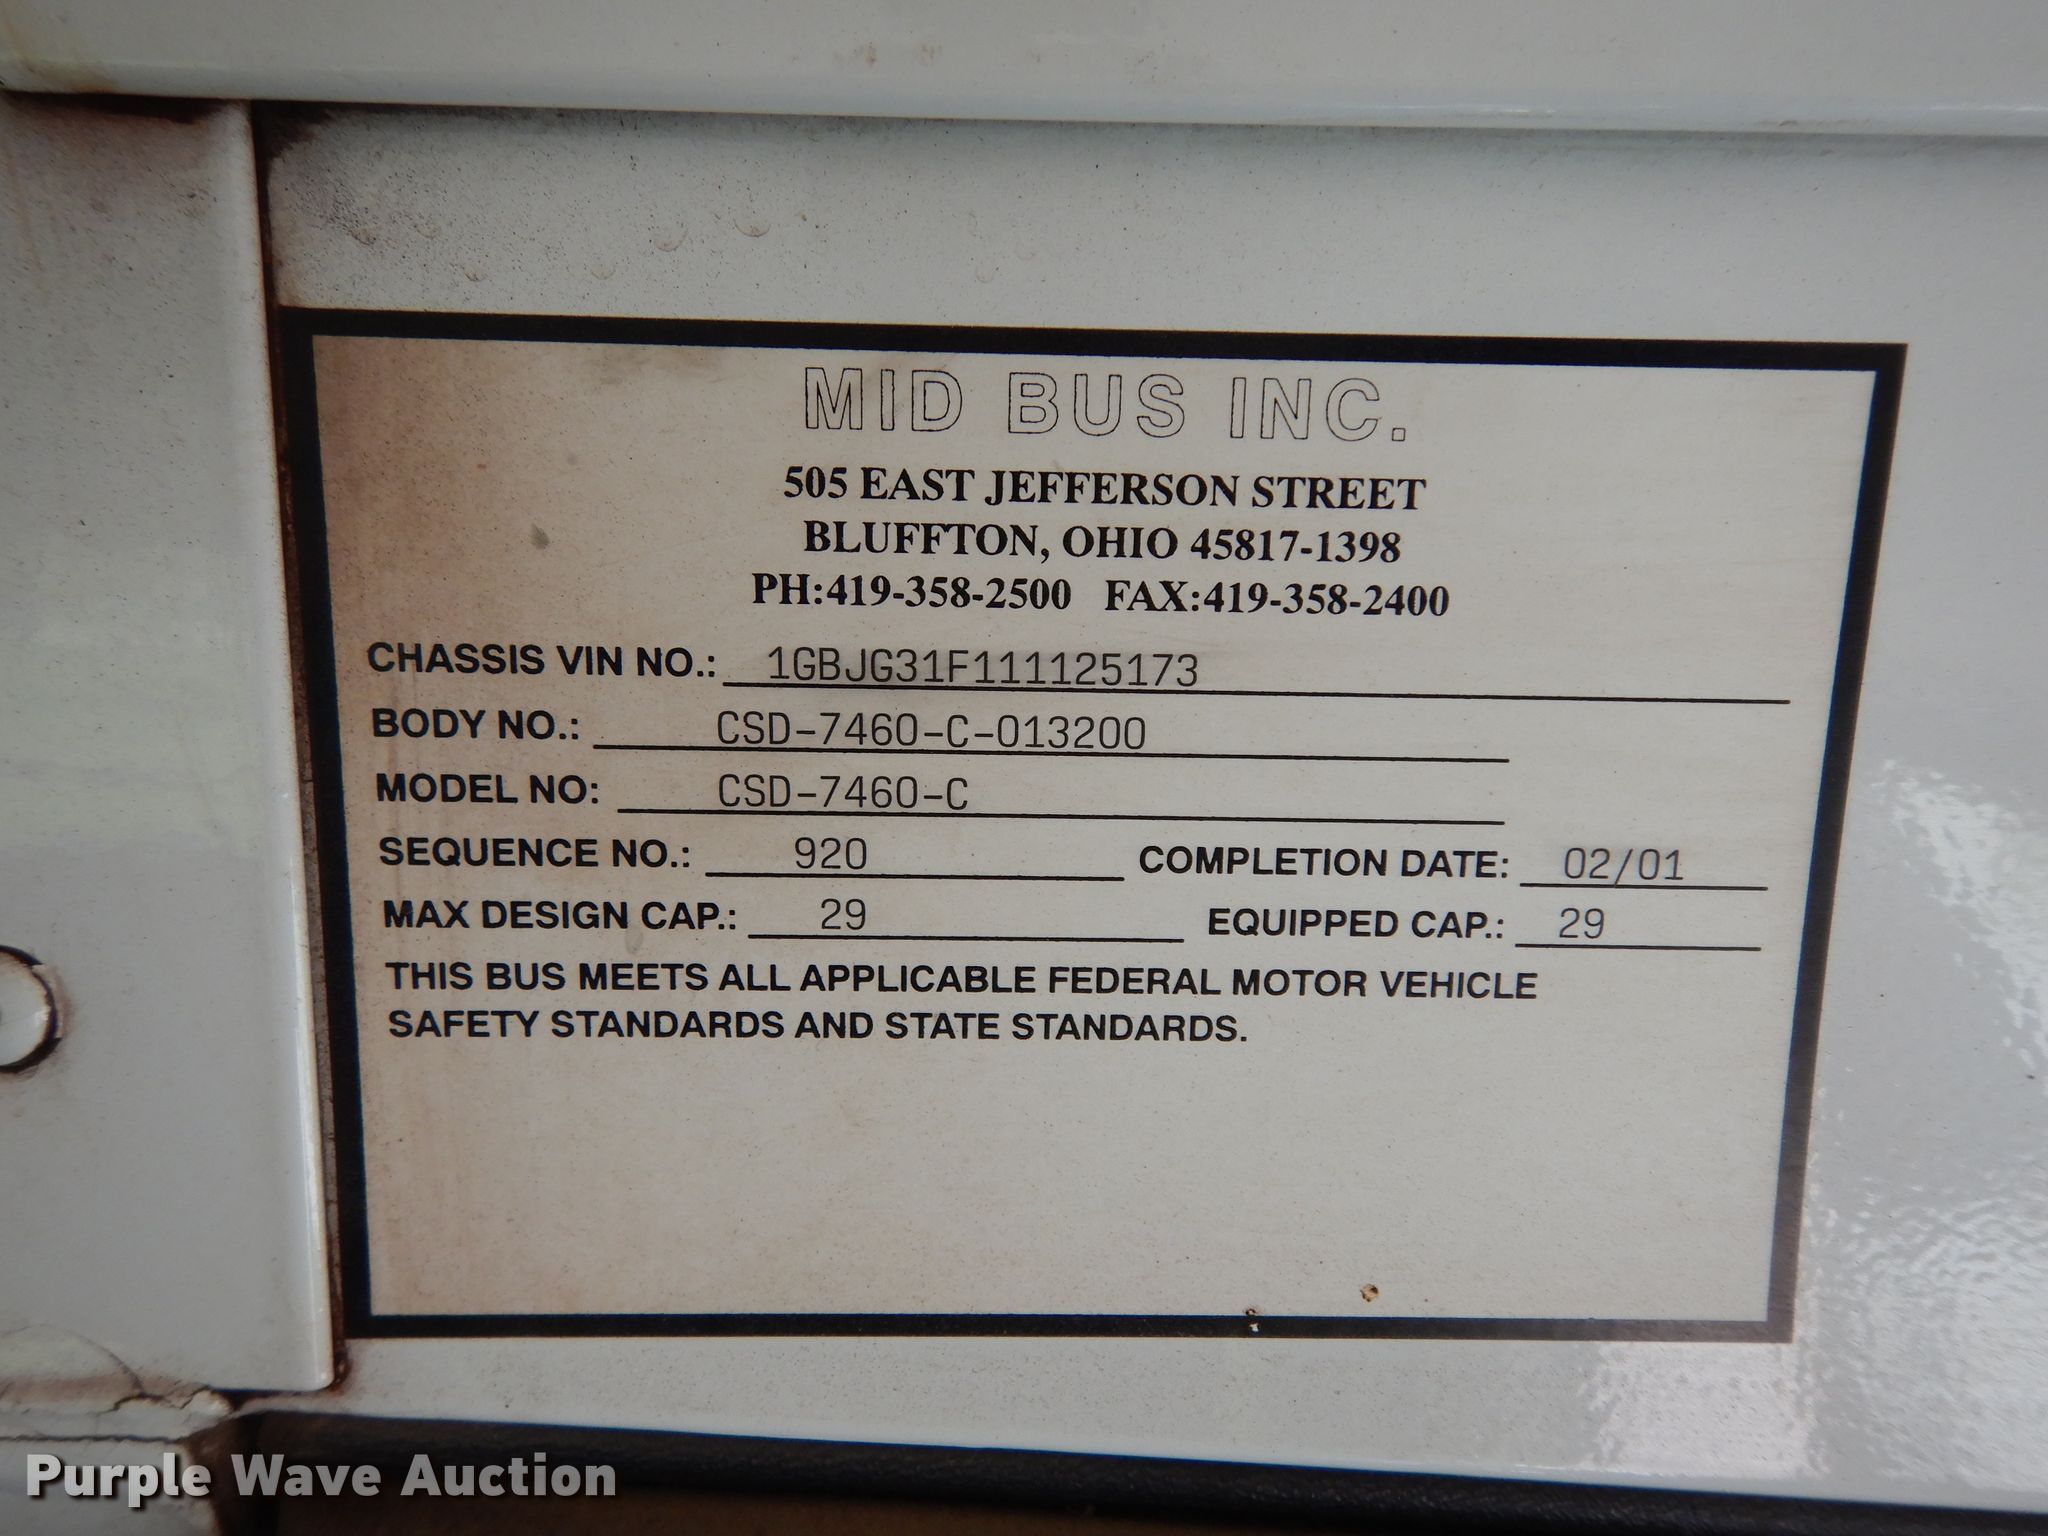 MID BUS INC.
505 EAST JEFFERSON STREET
BLUFFTON, OHIO 45817-1398
PH:419-358-2500 FAX:419-358-2400
CHASSIS VIN NO.: 1GBJG31F111125173
BODY NO.: CSD-7460-C-013200
MODEL NO: CSD-7460-C
SEQUENCE NO.: 920 COMPLETION DATE: 02/01
MAX DESIGN CAP.: 29 EQUIPPED CAP.: 29
THIS BUS MEETS ALL APPLICABLE FEDERAL MOTOR VEHICLE
SAFETY STANDARDS AND STATE STANDARDS.
Purple Wave Auction